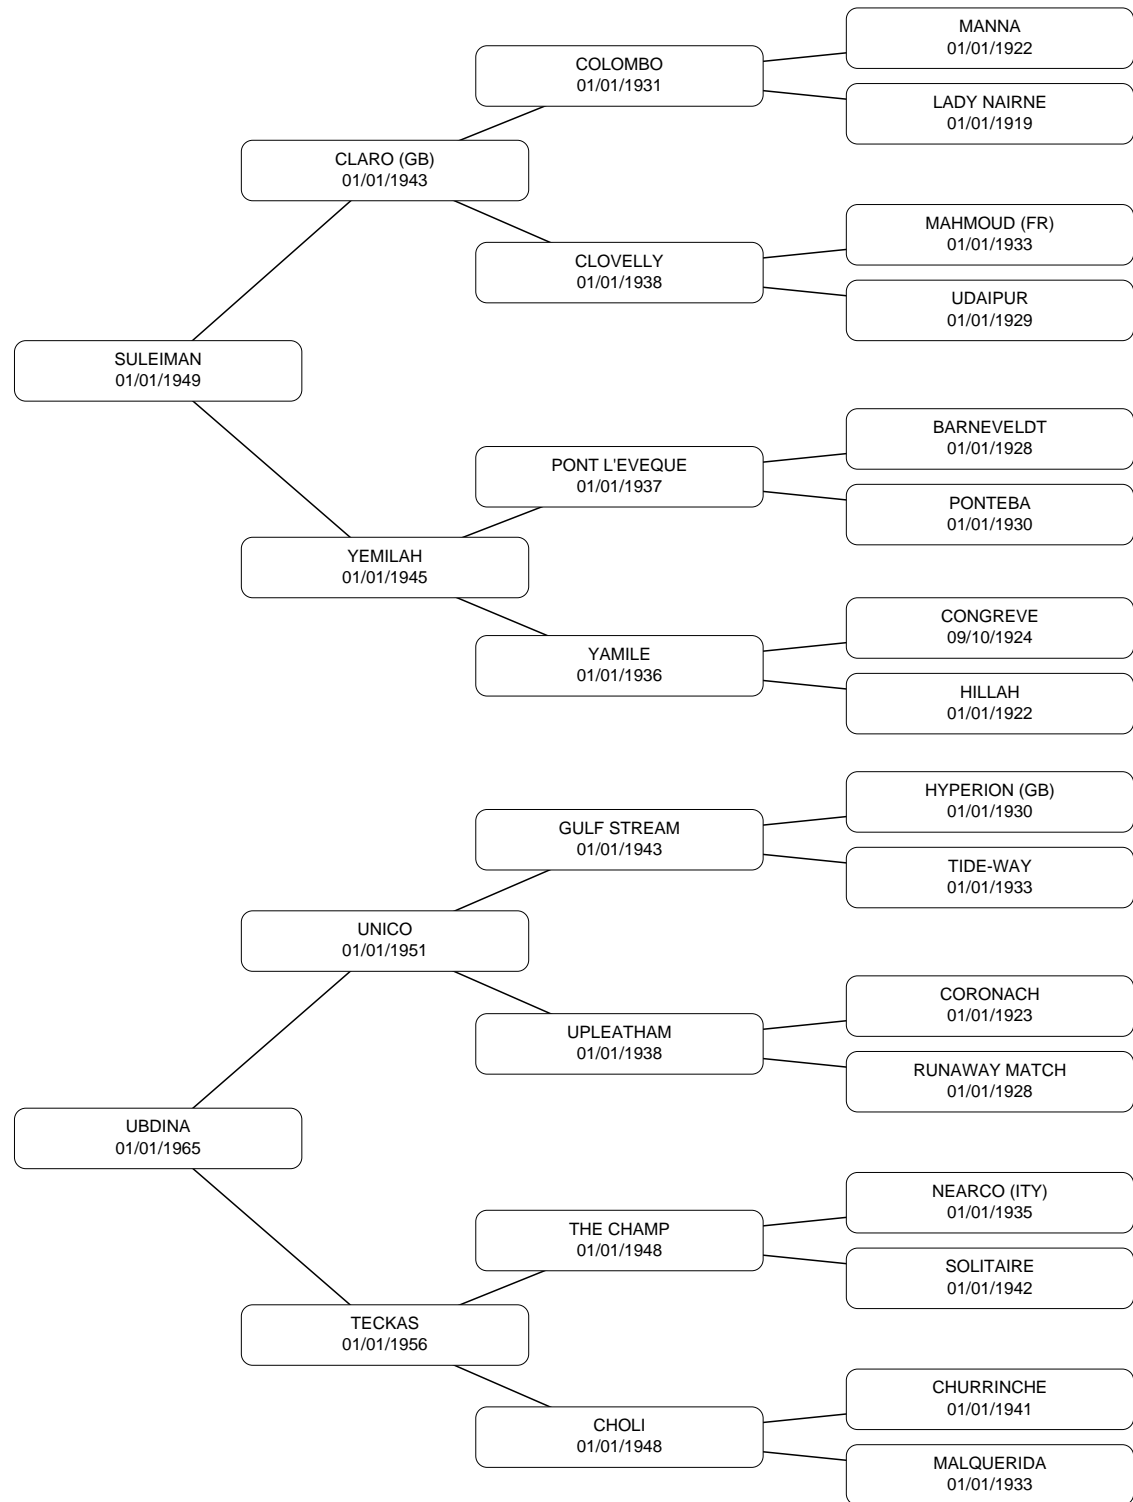 MANNA
01/01/1922
COLOMBO
01/01/1931
LADY NAIRNE
01/01/1919
CLARO (GB)
01/01/1943
MAHMOUD (FR)
01/01/1933
CLOVELLY
01/01/1938
UDAIPUR
01/01/1929
SULEIMAN
01/01/1949
BARNEVELDT
01/01/1928
PONT L'EVEQUE
01/01/1937
PONTEBA
01/01/1930
YEMILAH
01/01/1945
CONGREVE
09/10/1924
YAMILE
01/01/1936
HILLAH
01/01/1922
HYPERION (GB)
01/01/1930
GULF STREAM
01/01/1943
TIDE-WAY
01/01/1933
UNICO
01/01/1951
CORONACH
01/01/1923
UPLEATHAM
01/01/1938
RUNAWAY MATCH
01/01/1928
UBDINA
01/01/1965
NEARCO (ITY)
01/01/1935
THE CHAMP
01/01/1948
SOLITAIRE
01/01/1942
TECKAS
01/01/1956
CHURRINCHE
01/01/1941
CHOLI
01/01/1948
MALQUERIDA
01/01/1933